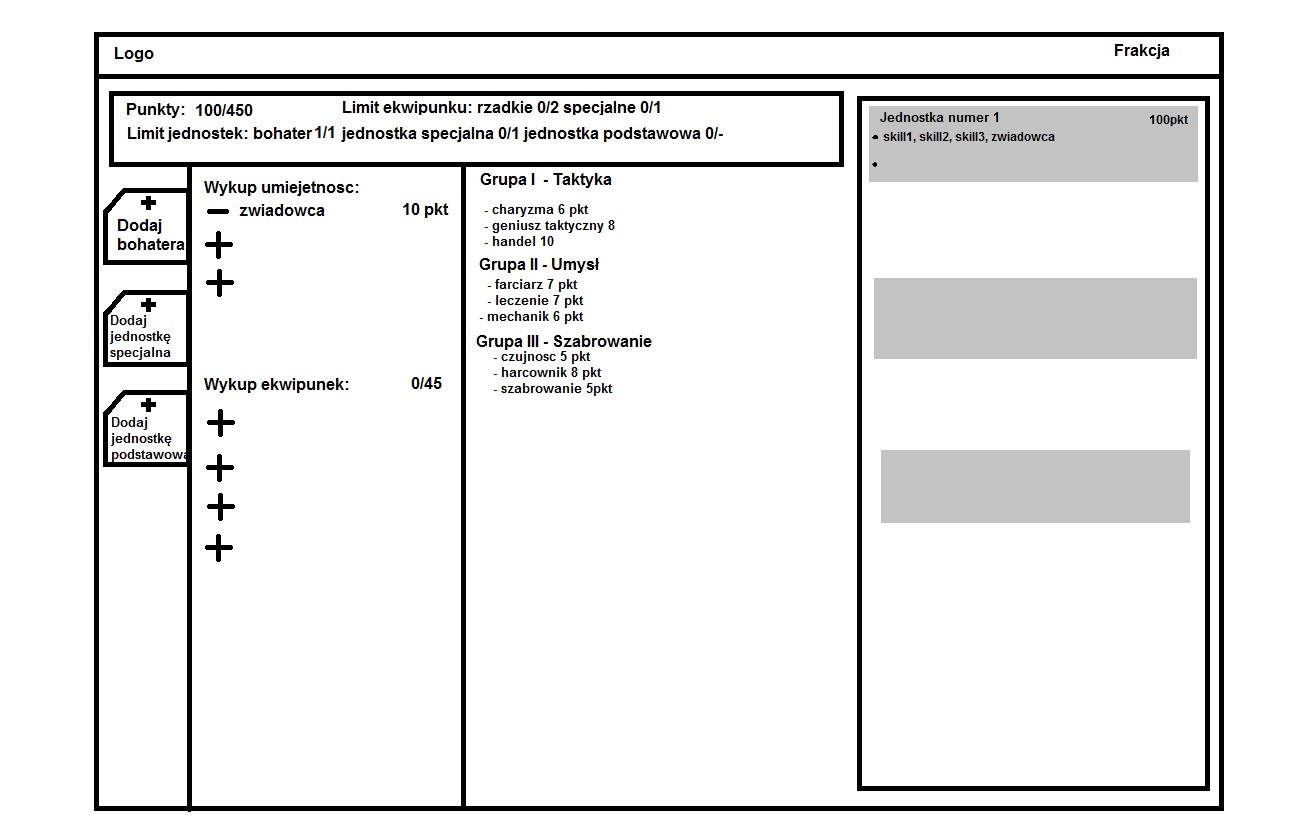 Logo
Frakcja
Punkty: 100/450
Limit ekwipunku: rzadkie 0/2 specjalne 0/1
Limit jednostek: bohater 1/1 jednostka specjalna 0/1 jednostka podstawowa 0/-
+
Dodaj
bohatera
+
Dodaj
jednostkę
specjalna
+
Dodaj
jednostkę
podstawowa
Wykup umiejetnosc:
- zwiadowca 10 pkt
+
+
Wykup ekwipunek: 0/45
+
+
+
+
Grupa I - Taktyka
- charyzma 6 pkt
- geniusz taktyczny 8
- handel 10
Grupa II - Umysł
- farciarz 7 pkt
- leczenie 7 pkt
- mechanik 6 pkt
Grupa III - Szabrowanie
- czujnosc 5 pkt
- harcownik 8 pkt
- szabrowanie 5pkt
Jednostka numer 1 100pkt
• skill1, skill2, skill3, zwiadowca
•